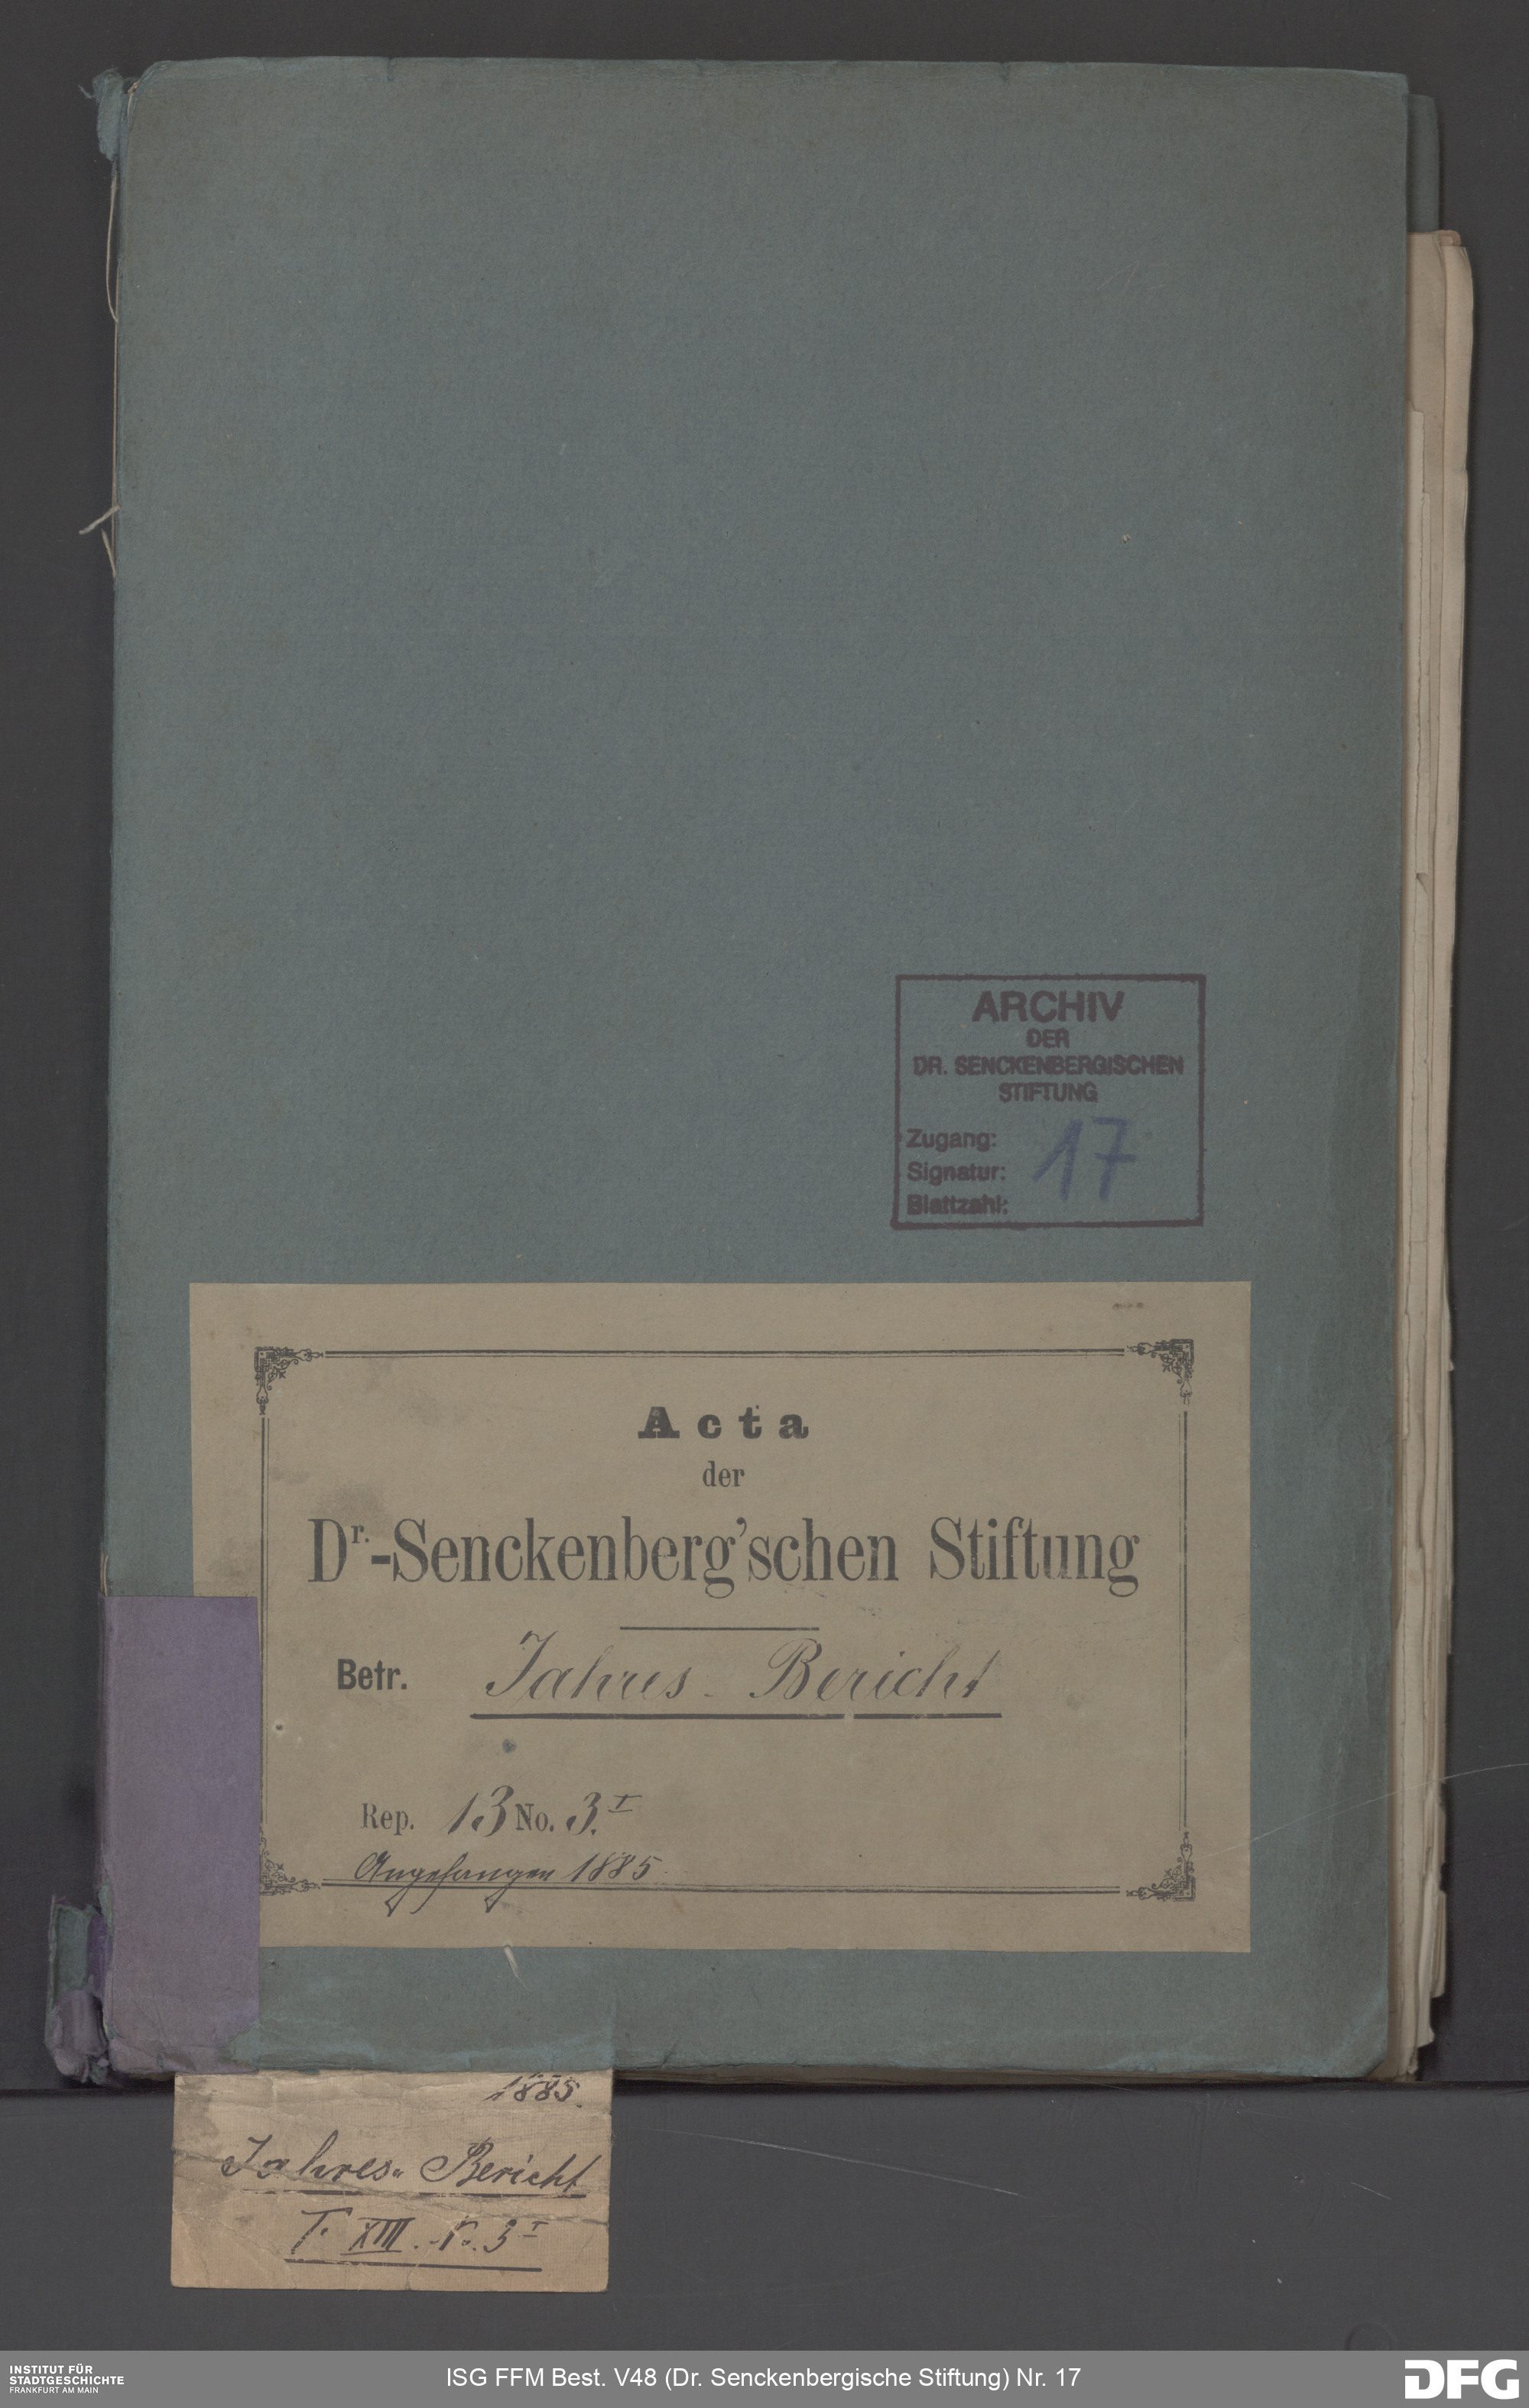 ARCHIV
DER
DR. SENCKENBERGISCHEN
STIFTUNG
Zugang:
Signatur: 17
Blattzahl:
Acta
der
Dr.-Senckenberg'schen Stiftung
Betr. Jahres-Bericht
Rep. 13 No. 3.I
Angefangen 1885.
1885.
Jahres-Bericht
T. XIII. No. 3I
INSTITUT FÜR
STADTGESCHICHTE
FRANKFURT AM MAIN
ISG FFM Best. V48 (Dr. Senckenbergische Stiftung) Nr. 17
DFG